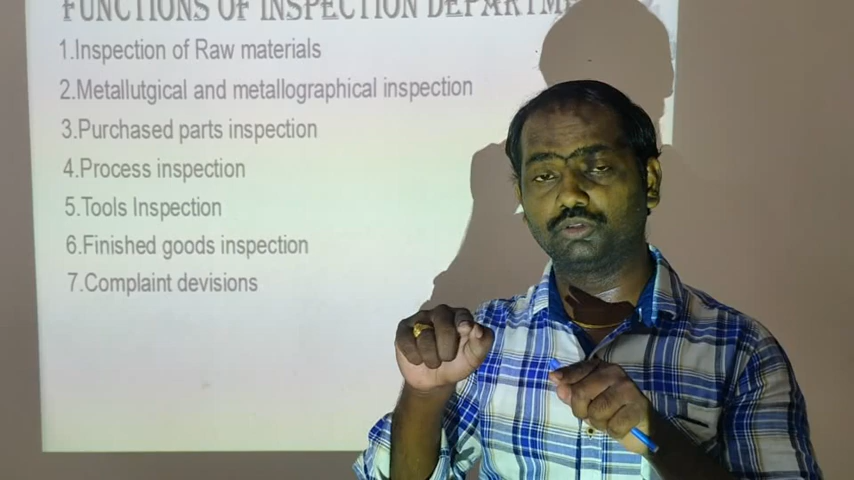 FUNCTIONS OF INSPECTION
1.Inspection of Raw materials
2.Metallutgical and metallographical inspection
3.Purchased parts inspection
4.Process inspection
5.Tools Inspection
6.Finished goods inspection
7.Complaint devisions